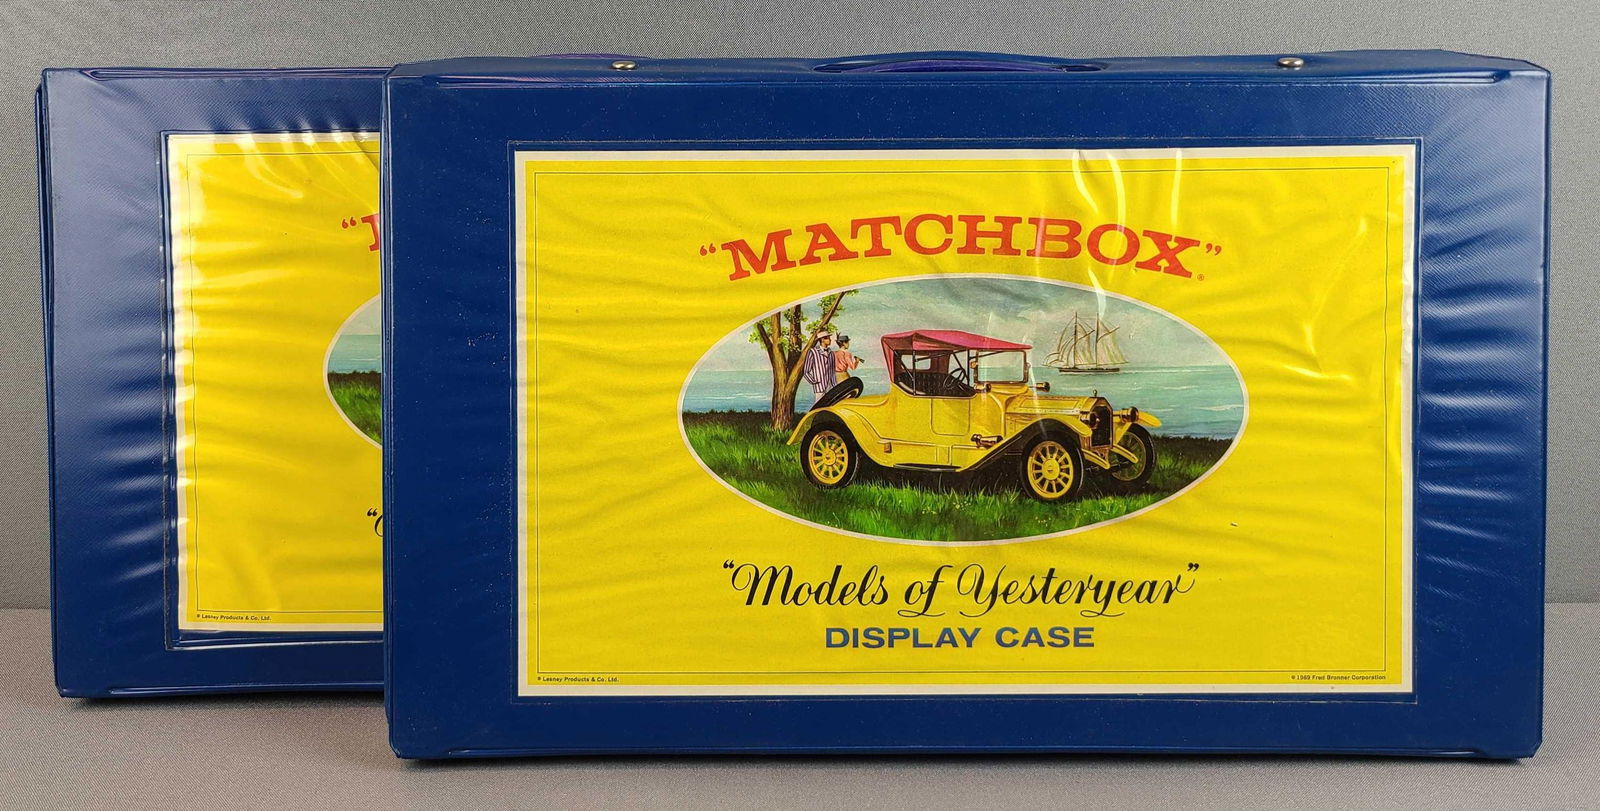 "MATCHBOX"®
"Models of Yesteryear"
DISPLAY CASE
® Lesney Products & Co. Ltd.
© 1969 Fred Bronner Corporation
® Lesney Products & Co. Ltd.